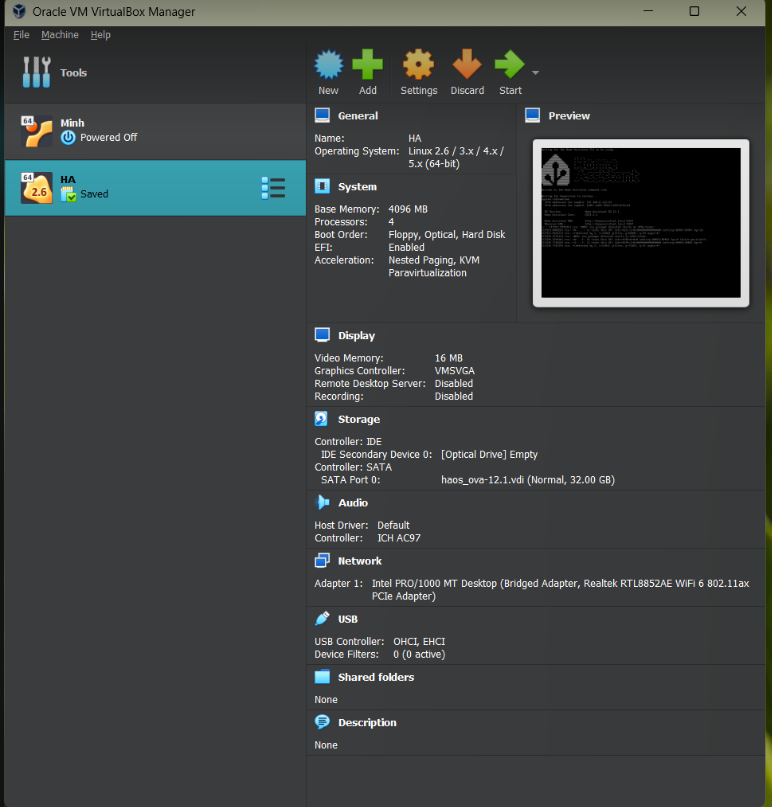 Oracle VM VirtualBox Manager
File Machine Help
Tools
New Add Settings Discard Start
64
Minh
Powered Off
64
2.6
HA
Saved
General
Name: HA
Operating System: Linux 2.6 / 3.x / 4.x /
5.x (64-bit)
System
Base Memory: 4096 MB
Processors: 4
Boot Order: Floppy, Optical, Hard Disk
EFI: Enabled
Acceleration: Nested Paging, KVM
Paravirtualization
Preview
Home
Assistant
Display
Video Memory: 16 MB
Graphics Controller: VMSVGA
Remote Desktop Server: Disabled
Recording: Disabled
Storage
Controller: IDE
IDE Secondary Device 0: [Optical Drive] Empty
Controller: SATA
SATA Port 0: haos_ova-12.1.vdi (Normal, 32.00 GB)
Audio
Host Driver: Default
Controller: ICH AC97
Network
Adapter 1: Intel PRO/1000 MT Desktop (Bridged Adapter, Realtek RTL8852AE WiFi 6 802.11ax
PCIe Adapter)
USB
USB Controller: OHCI, EHCI
Device Filters: 0 (0 active)
Shared folders
None
Description
None